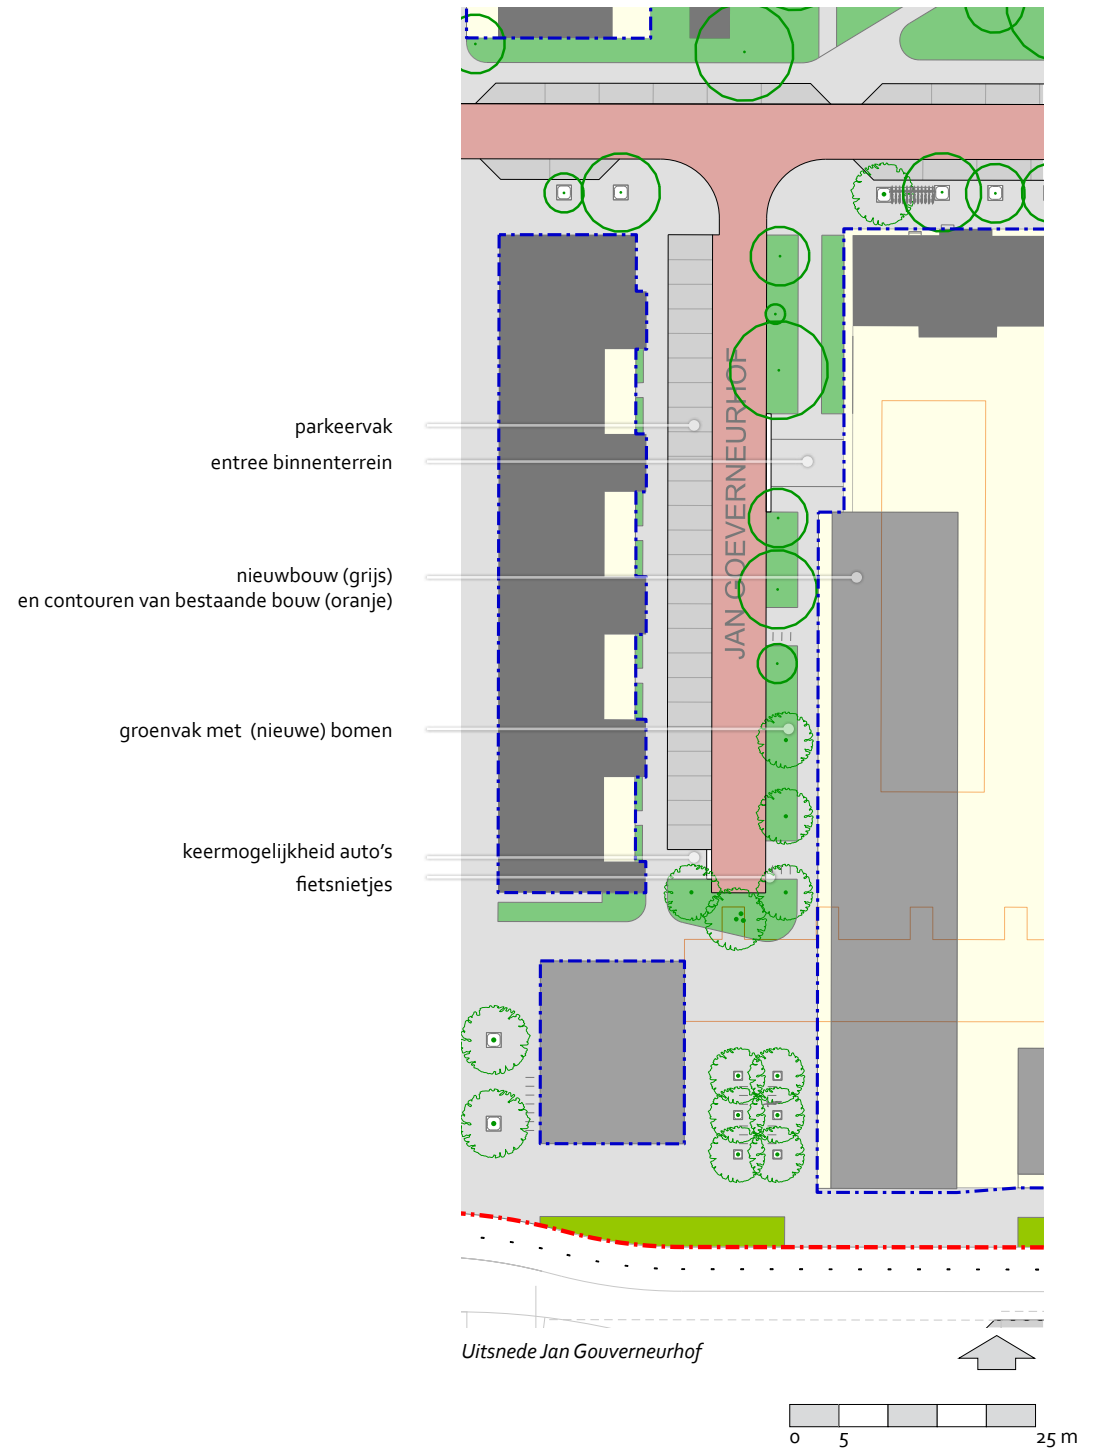 parkeervak
entree binnenterrein
nieuwbouw (grijs)
en contouren van bestaande bouw (oranje)
groenvak met (nieuwe) bomen
keermogelijkheid auto's
fietsnietjes
JAN GOEVERNEURHOF
Uitsnede Jan Gouverneurhof
0 5 25 m